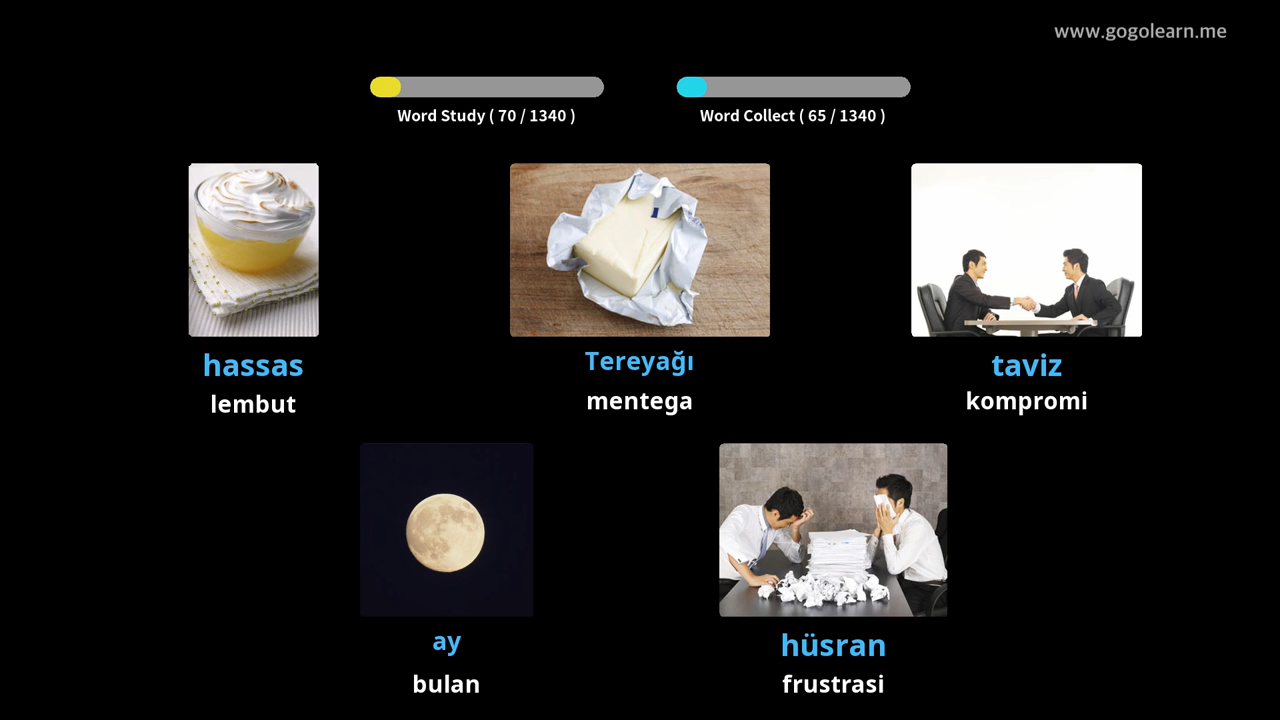 www.gogolearn.me
Word Study ( 70 / 1340 )
Word Collect ( 65 / 1340 )
hassas
lembut
Tereyağı
mentega
taviz
kompromi
ay
bulan
hüsran
frustrasi